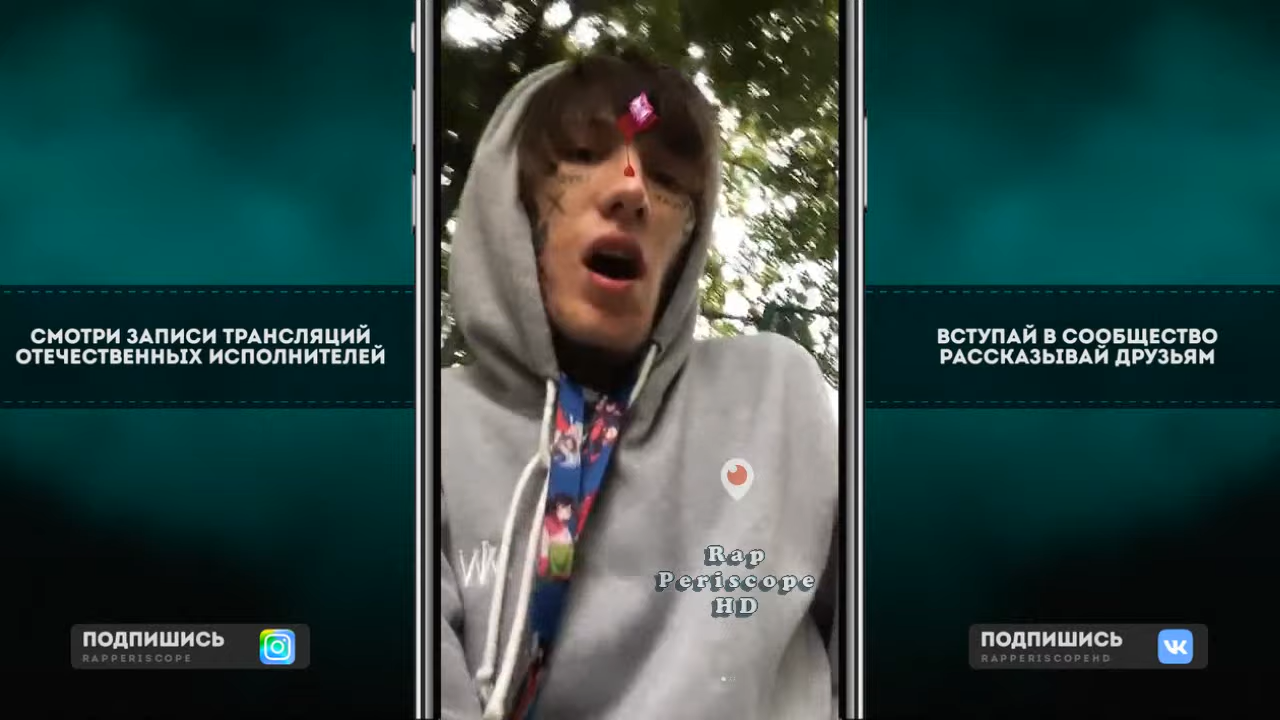 СМОТРИ ЗАПИСИ ТРАНСЛЯЦИЙ
ОТЕЧЕСТВЕННЫХ ИСПОЛНИТЕЛЕЙ
ВСТУПАЙ В СООБЩЕСТВО
РАССКАЗЫВАЙ ДРУЗЬЯМ
Rap
Periscope
HD
ПОДПИШИСЬ
RAPPERISCOPE
ПОДПИШИСЬ
RAPPERISCOPEHD